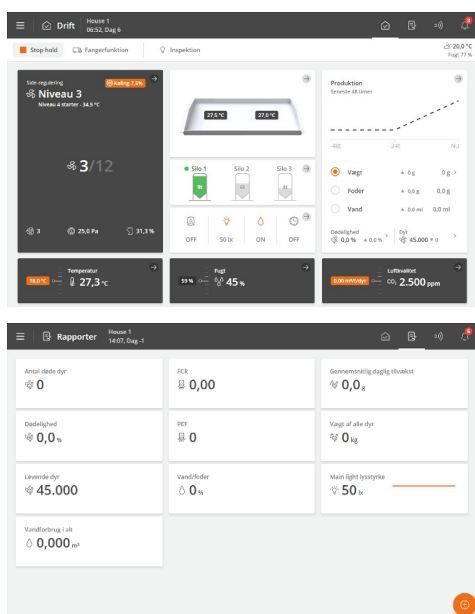 Drift
House 1
06:52, Dag 6
Stop hold
Fangerfunktion
Inspektion
20,0 °C
Fugt 77 %
Side-regulering
Køling 7,5%
Niveau 3
Niveau 4 starter - 34.5 °C
3/12
3
25,0 Pa
31,3 %
27,5 °C
27,0 °C
Silo 1
Silo 2
Silo 3
OFF
50 lx
ON
OFF
Produktion
Seneste 48 timer
-48t
-24t
Nu
Vægt
0 g
0 g
Foder
0,0 g
0,0 g
Vand
0,0 ml
0,0 ml
Dødelighed
0,0 %
0,0 %
Dyr
45.000
0
Temperatur
18,0 °C
27,3 °C
Fugt
59 %
45 %
Luftkvalitet
0,00 m³/t/dyr
CO₂ 2.500 ppm
Rapporter
House 1
14:07, Dag -1
Antal døde dyr
0
FCR
0,00
Gennemsnitlig daglig tilvækst
0,0 g
Dødelighed
0,0 %
PEF
0
Vægt af alle dyr
0 kg
Levende dyr
45.000
Vand/foder
0 %
Main light lysstyrke
50 lx
Vandforbrug i alt
0,000 m³